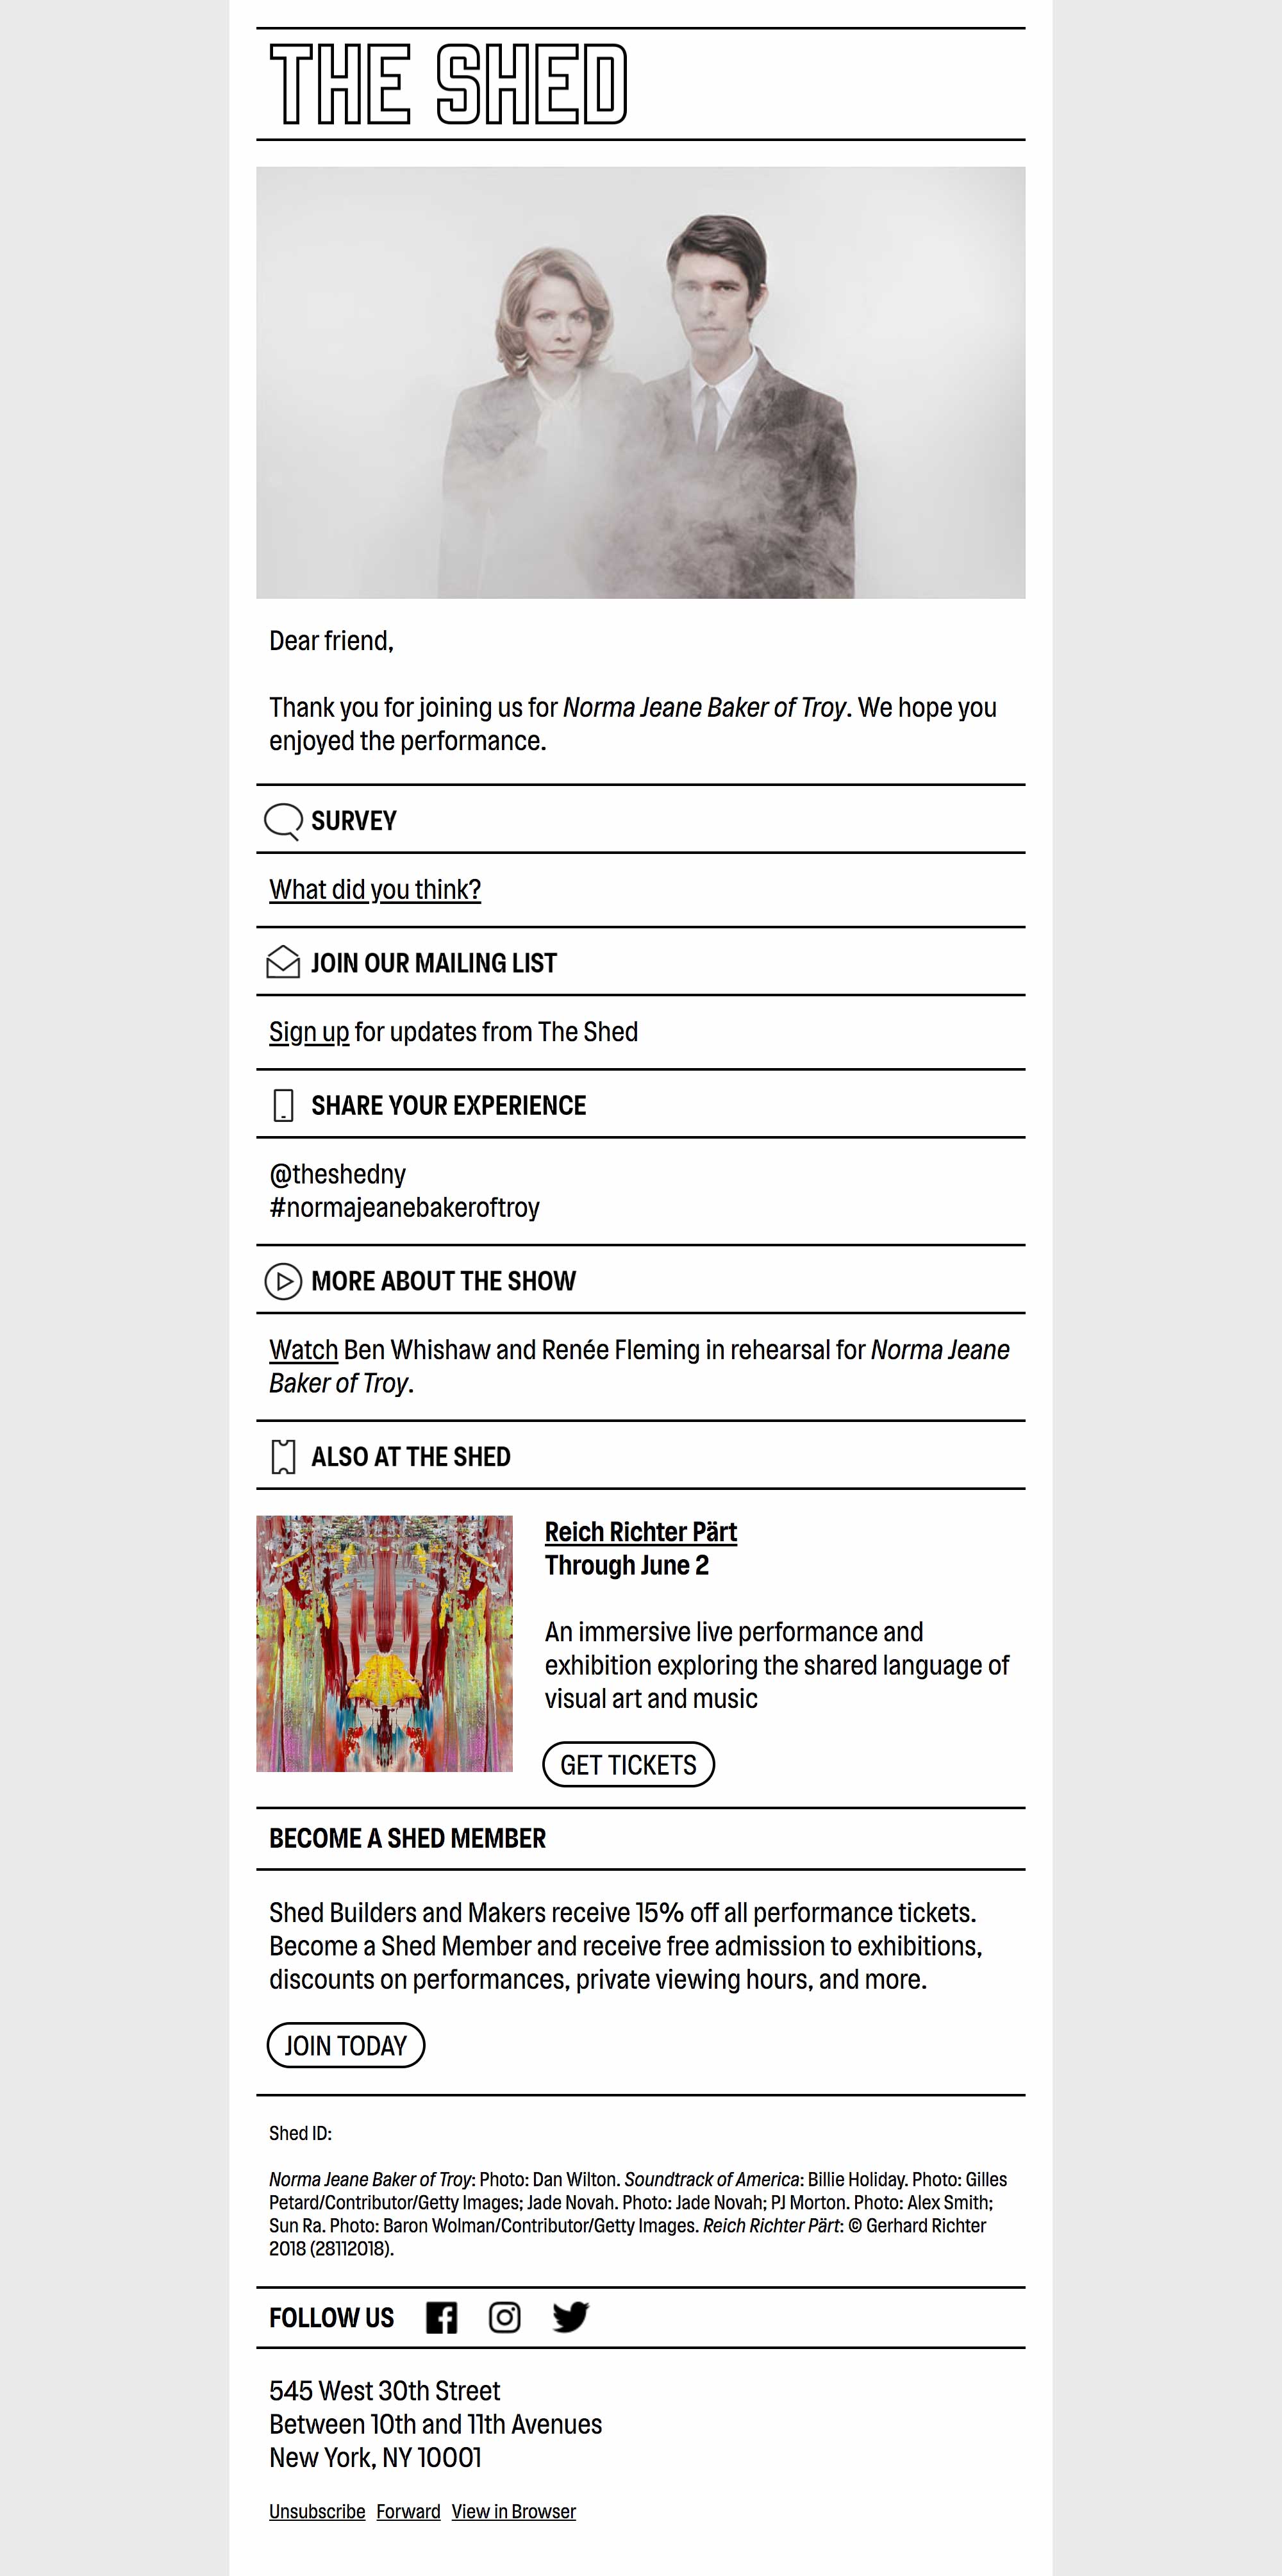 THE SHED
Dear friend,
Thank you for joining us for Norma Jeane Baker of Troy. We hope you
enjoyed the performance.
SURVEY
What did you think?
JOIN OUR MAILING LIST
Sign up for updates from The Shed
SHARE YOUR EXPERIENCE
@theshedny
#normajeanebakeroftroy
MORE ABOUT THE SHOW
Watch Ben Whishaw and Renée Fleming in rehearsal for Norma Jeane
Baker of Troy.
ALSO AT THE SHED
Reich Richter Pärt
Through June 2
An immersive live performance and
exhibition exploring the shared language of
visual art and music
GET TICKETS
BECOME A SHED MEMBER
Shed Builders and Makers receive 15% off all performance tickets.
Become a Shed Member and receive free admission to exhibitions,
discounts on performances, private viewing hours, and more.
JOIN TODAY
Shed ID:
Norma Jeane Baker of Troy: Photo: Dan Wilton. Soundtrack of America: Billie Holiday. Photo: Gilles
Petard/Contributor/Getty Images; Jade Novah. Photo: Jade Novah; PJ Morton. Photo: Alex Smith;
Sun Ra. Photo: Baron Wolman/Contributor/Getty Images. Reich Richter Pärt: © Gerhard Richter
2018 (28112018).
FOLLOW US
545 West 30th Street
Between 10th and 11th Avenues
New York, NY 10001
Unsubscribe Forward View in Browser